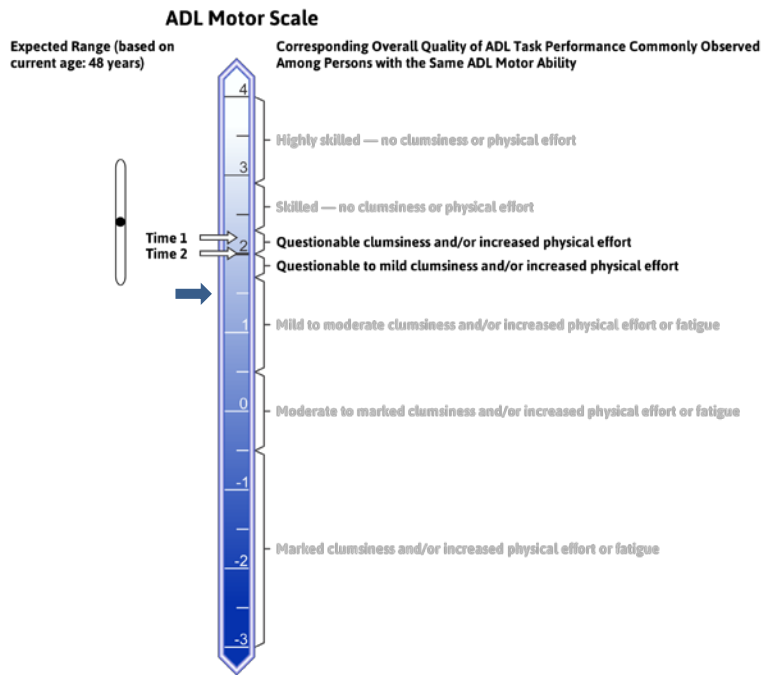 ADL Motor Scale
Expected Range (based on
current age: 48 years)
Corresponding Overall Quality of ADL Task Performance Commonly Observed
Among Persons with the Same ADL Motor Ability
4
Highly skilled — no clumsiness or physical effort
3
Skilled — no clumsiness or physical effort
Time 1
Questionable clumsiness and/or increased physical effort
2
Time 2
Questionable to mild clumsiness and/or increased physical effort
1
Mild to moderate clumsiness and/or increased physical effort or fatigue
0
Moderate to marked clumsiness and/or increased physical effort or fatigue
-1
Marked clumsiness and/or increased physical effort or fatigue
-2
-3